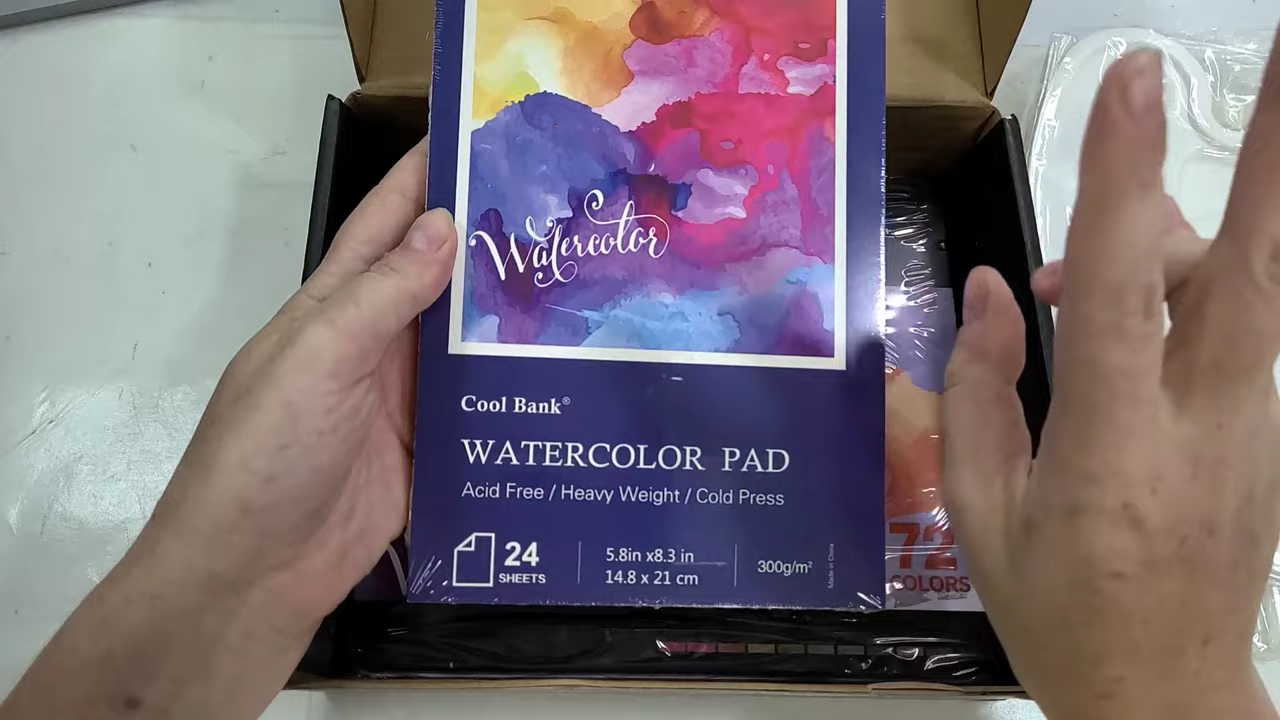 Watercolor
Cool Bank®
WATERCOLOR PAD
Acid Free / Heavy Weight / Cold Press
24
SHEETS
5.8in x8.3 in
14.8 x 21 cm
300g/m²
Made in China
72
COLORS